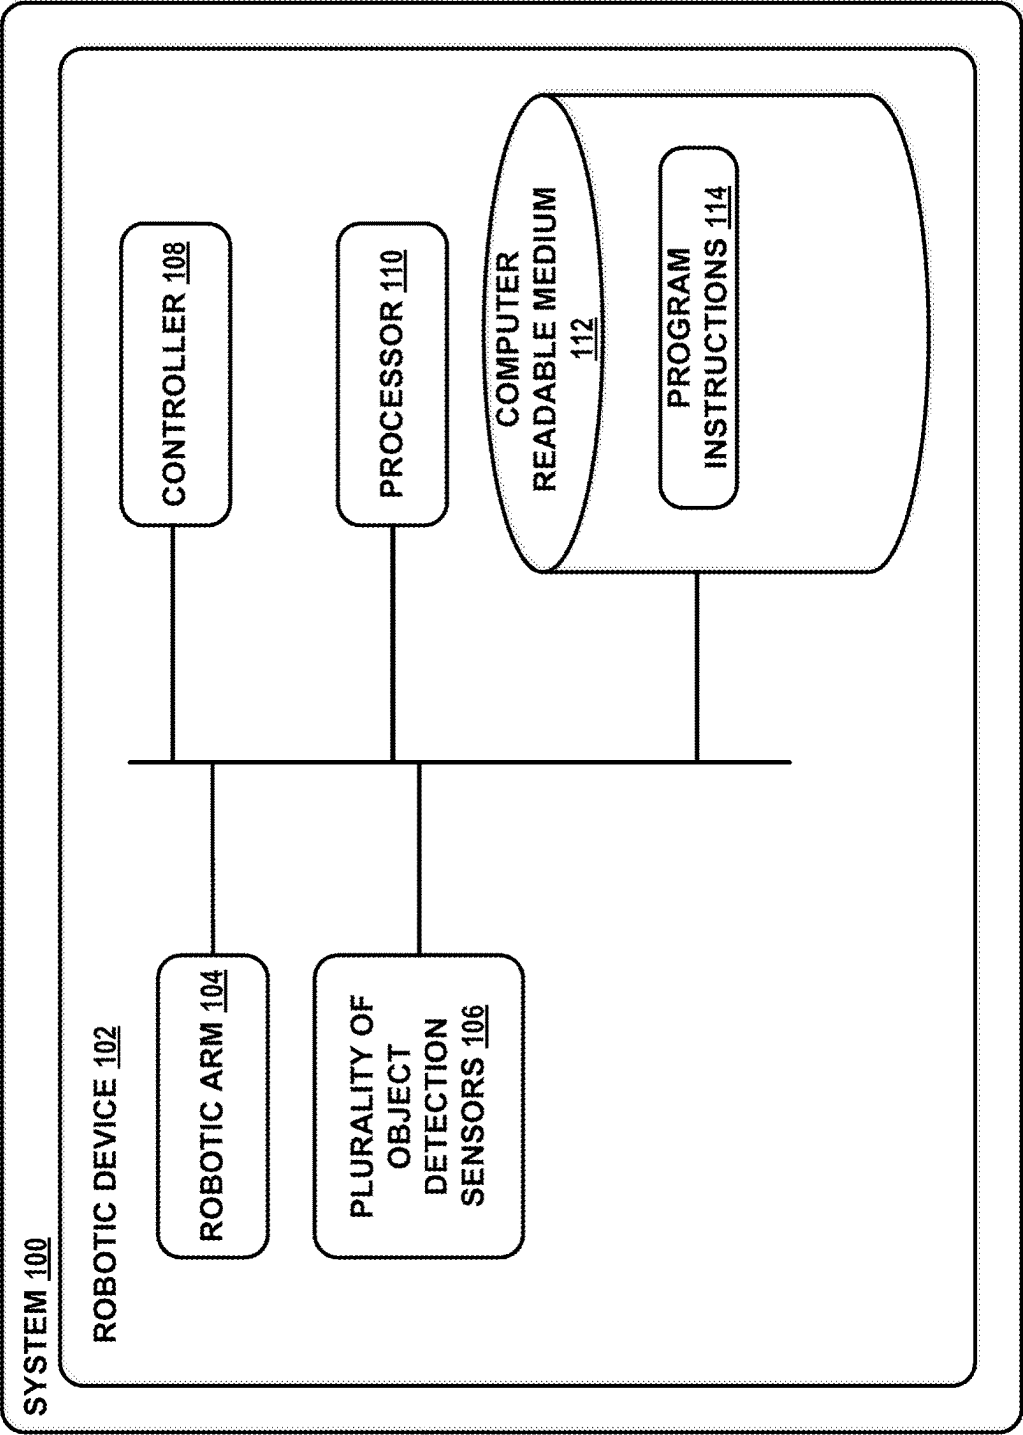 SYSTEM 100
ROBOTIC DEVICE 102
ROBOTIC ARM 104
PLURALITY OF
OBJECT
DETECTION
SENSORS 106
CONTROLLER 108
PROCESSOR 110
COMPUTER
READABLE MEDIUM
112
PROGRAM
INSTRUCTIONS 114